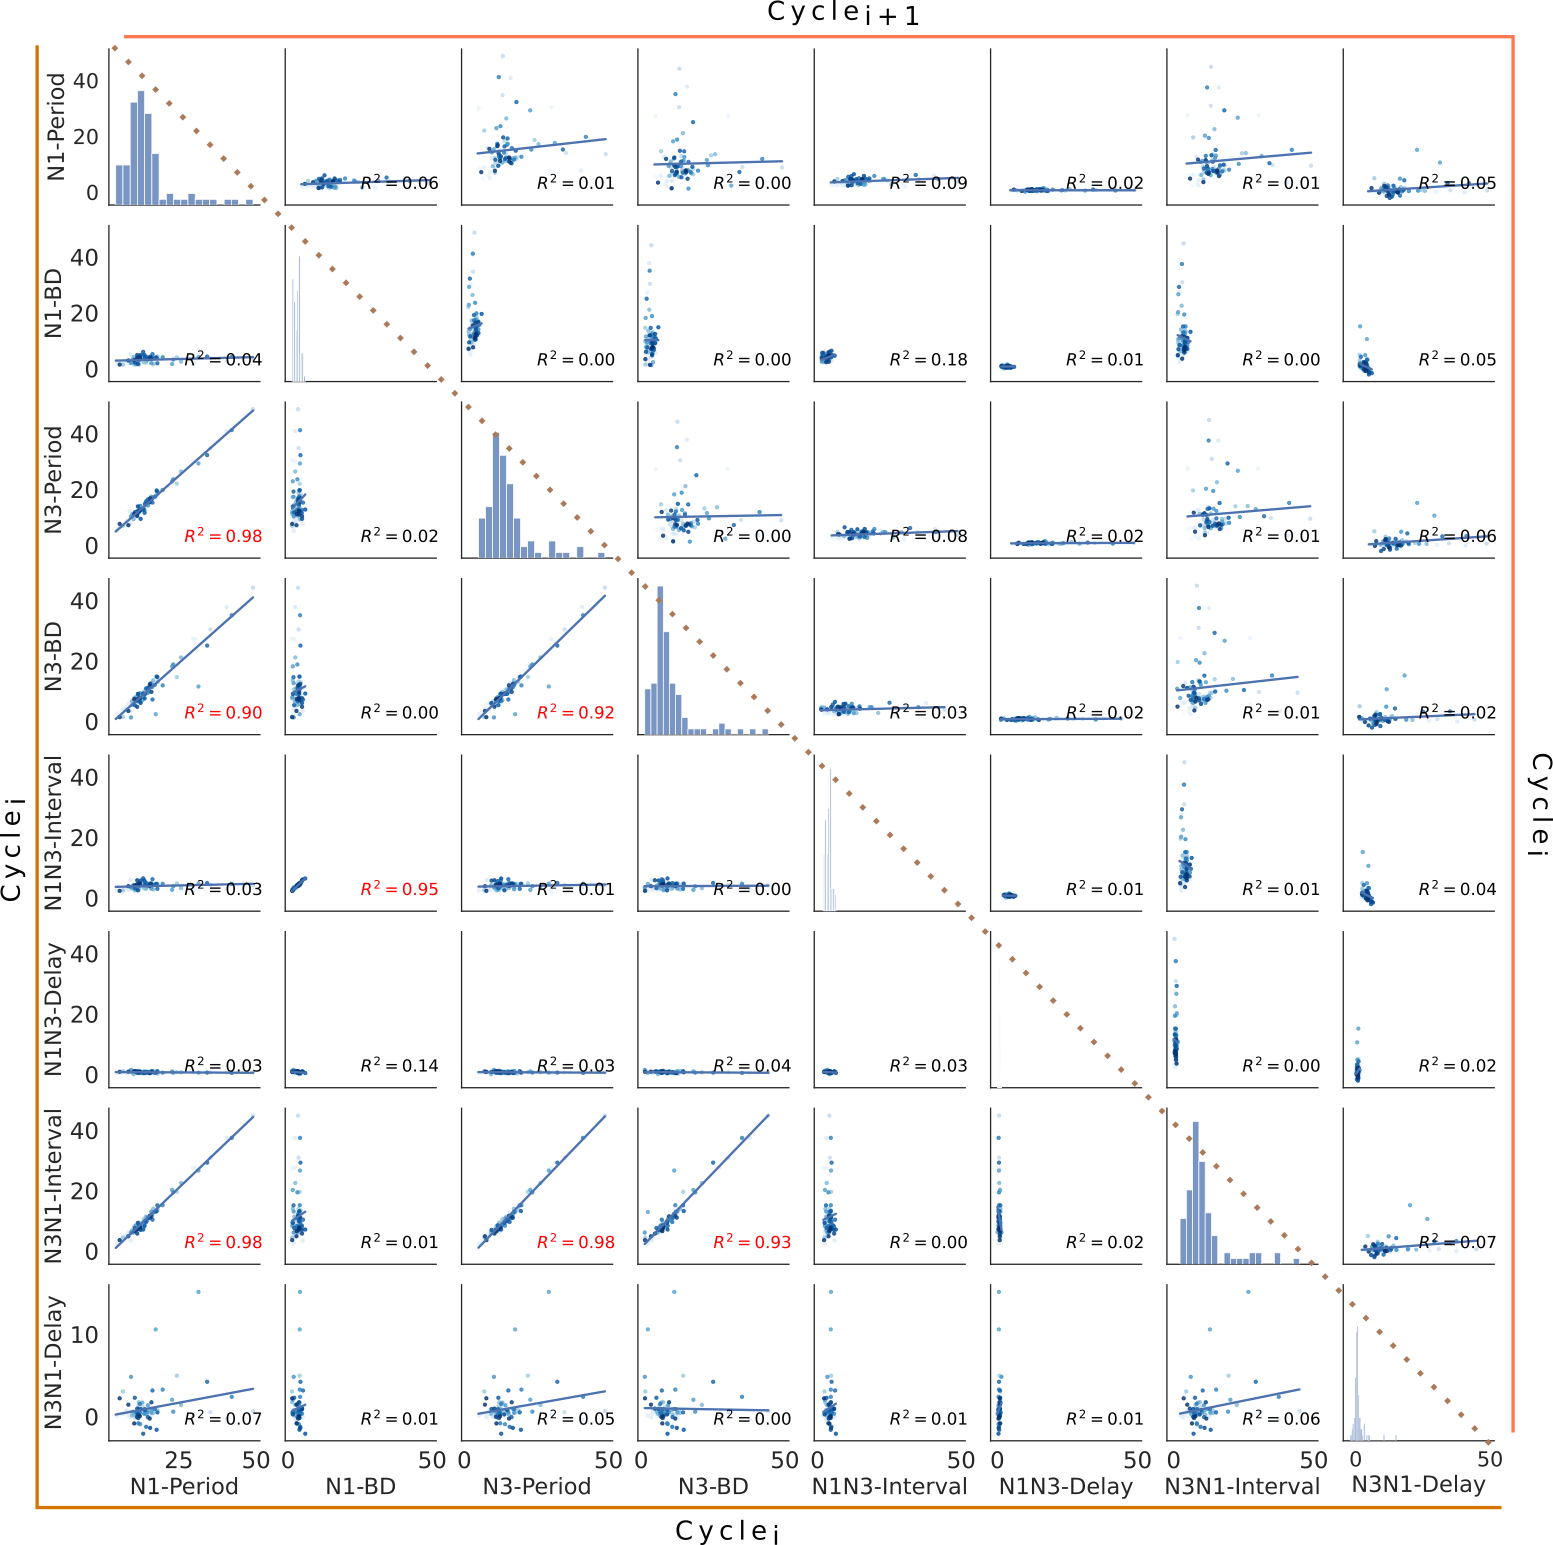 Cycle i+1
N1-Period
40
20
0
R² = 0.06
R² = 0.01
R² = 0.00
R² = 0.09
R² = 0.02
R² = 0.01
R² = 0.05
N1-BD
40
20
0
R² = 0.04
R² = 0.00
R² = 0.00
R² = 0.18
R² = 0.01
R² = 0.00
R² = 0.05
N3-Period
40
20
0
R² = 0.98
R² = 0.02
R² = 0.00
R² = 0.08
R² = 0.02
R² = 0.01
R² = 0.06
N3-BD
40
20
0
R² = 0.90
R² = 0.00
R² = 0.92
R² = 0.03
R² = 0.02
R² = 0.01
R² = 0.02
Cycle i
N1N3-Interval
40
20
0
R² = 0.03
R² = 0.95
R² = 0.01
R² = 0.00
R² = 0.01
R² = 0.01
R² = 0.04
Cycle i
N1N3-Delay
40
20
0
R² = 0.03
R² = 0.14
R² = 0.03
R² = 0.04
R² = 0.03
R² = 0.00
R² = 0.02
N3N1-Interval
40
20
0
R² = 0.98
R² = 0.01
R² = 0.98
R² = 0.93
R² = 0.00
R² = 0.02
R² = 0.07
N3N1-Delay
10
0
R² = 0.07
R² = 0.01
R² = 0.05
R² = 0.00
R² = 0.01
R² = 0.01
R² = 0.06
25 50 0 50 0 50 0 50 0 50 0 50 0 50 0 50
N1-Period N1-BD N3-Period N3-BD N1N3-Interval N1N3-Delay N3N1-Interval N3N1-Delay
Cycle i